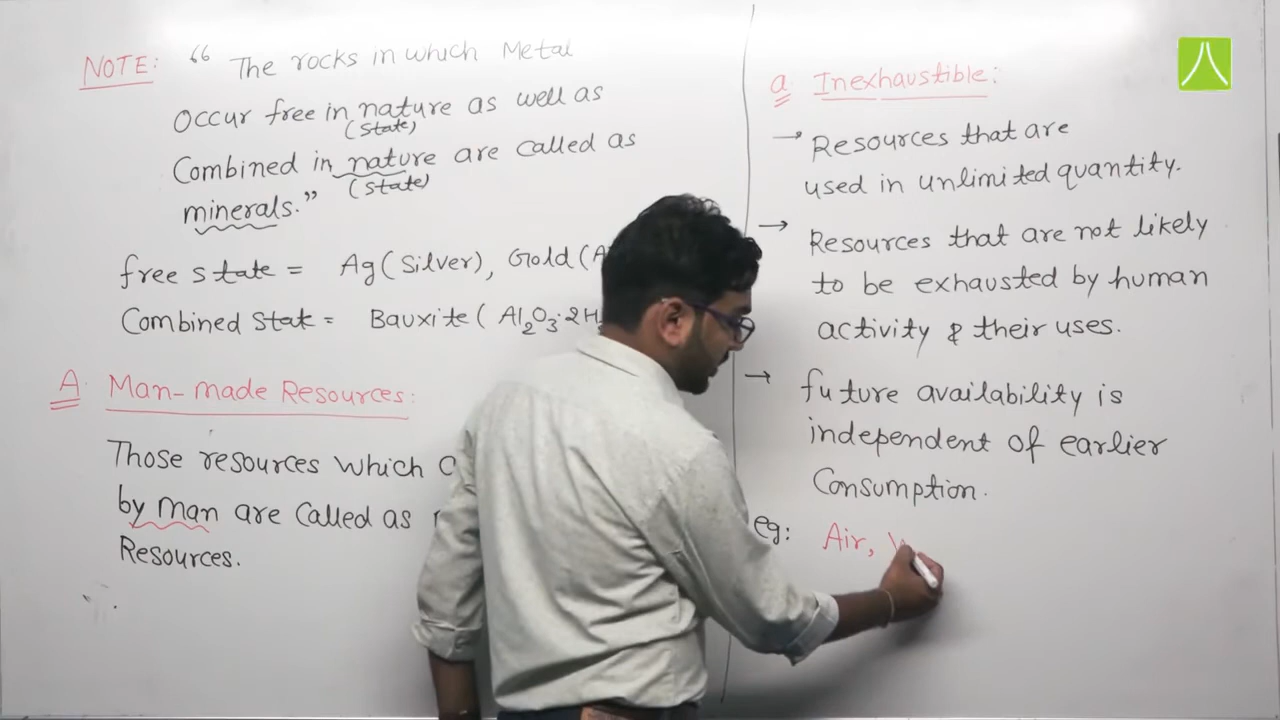 NOTE: “ The rocks in which Metal
Occur free in nature as well as
(State)
Combined in nature are called as
(State)
minerals.”
free state = Ag (Silver), Gold (A
Combined State = Bauxite ( Al₂O₃·2H
A. Man-made Resources:
Those resources which
by man are called as
Resources.
a Inexhaustible:
→ Resources that are
used in unlimited quantity.
→ Resources that are not likely
to be exhausted by human
activity & their uses.
→ future availability is
independent of earlier
Consumption.
eg: Air,